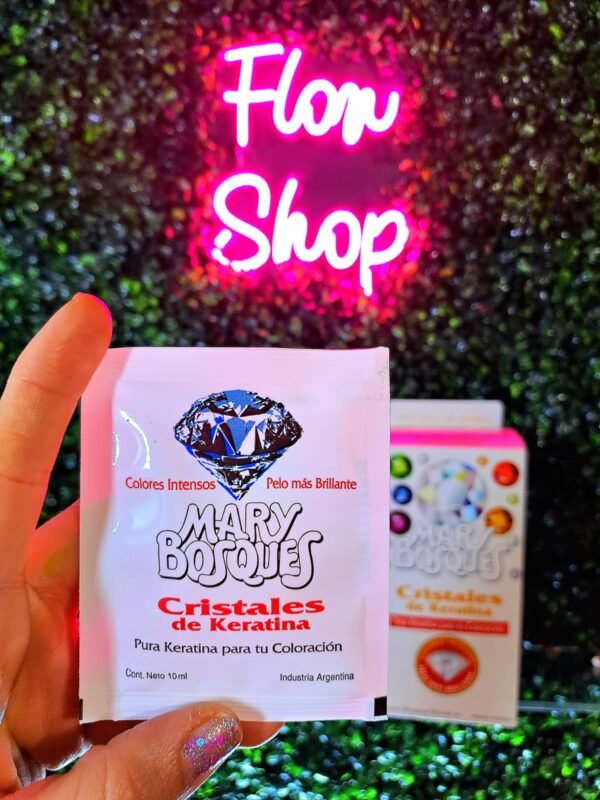 Flor
Shop
Colores Intensos Pelo más Brillante
MARY
BOSQUES
Cristales
de Keratina
Pura Keratina para tu Coloración
Cont. Neto 10 ml Industria Argentina
MARY
BOSQUES
Cristales
de Keratina